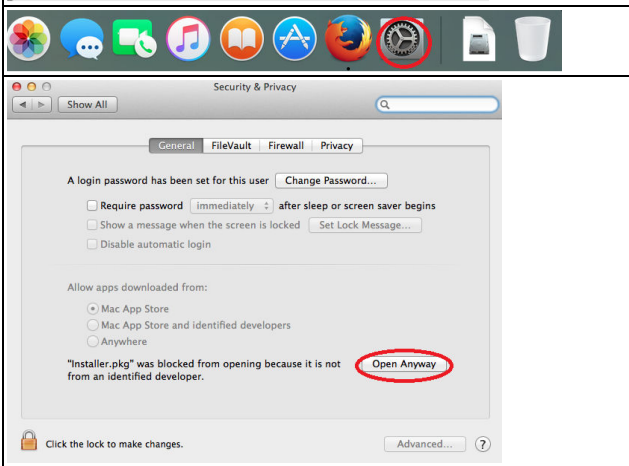 Security & Privacy
Show All
General FileVault Firewall Privacy
A login password has been set for this user Change Password...
Require password immediately after sleep or screen saver begins
Show a message when the screen is locked Set Lock Message...
Disable automatic login
Allow apps downloaded from:
Mac App Store
Mac App Store and identified developers
Anywhere
"Installer.pkg" was blocked from opening because it is not Open Anyway
from an identified developer.
Click the lock to make changes. Advanced... ?